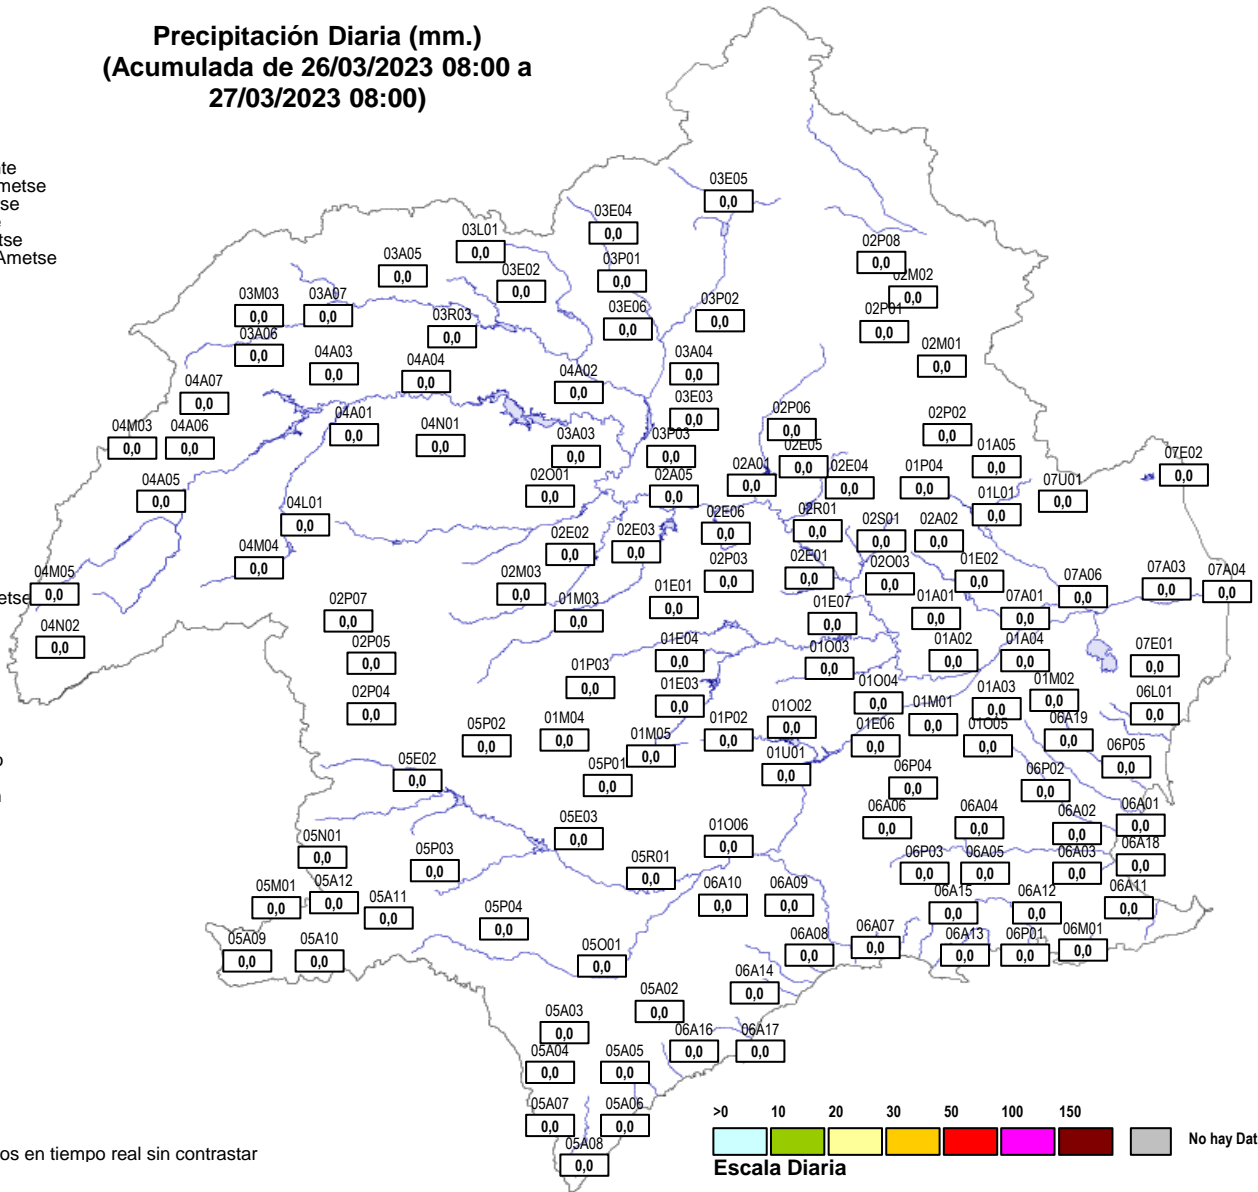 Precipitación Diaria (mm.)
(Acumulada de 26/03/2023 08:00 a
27/03/2023 08:00)
nte
metse
se
e
tse
Ametse
03E05
0,0
03E04
0,0
03L01
0,0
03A05
0,0
03E02
0,0
03P01
0,0
02P08
0,0
02M02
0,0
03M03
0,0
03A07
0,0
03R03
0,0
03E06
0,0
03P02
0,0
02P01
0,0
03A06
0,0
04A03
0,0
04A04
0,0
04A02
0,0
03A04
0,0
02M01
0,0
04A07
0,0
03E03
0,0
04M03
0,0
04A06
0,0
04A01
0,0
04N01
0,0
03A03
0,0
03P03
0,0
02P06
0,0
02P02
0,0
02E05
0,0
01A05
0,0
07E02
0,0
04A05
0,0
02O01
0,0
02A05
0,0
02A01
0,0
02E04
0,0
01P04
0,0
07U01
0,0
01L01
0,0
04L01
0,0
02E06
0,0
02R01
0,0
02S01
0,0
02A02
0,0
02E02
0,0
02E03
0,0
04M04
0,0
02P03
0,0
02E01
0,0
02O03
0,0
01E02
0,0
07A06
0,0
07A03
0,0
07A04
0,0
04M05
0,0
etse
02M03
0,0
01M03
0,0
01E01
0,0
01E07
0,0
01A01
0,0
07A01
0,0
02P07
0,0
04N02
0,0
02P05
0,0
01E04
0,0
01O03
0,0
01A02
0,0
01A04
0,0
07E01
0,0
01P03
0,0
01E03
0,0
01O04
0,0
01A03
0,0
01M02
0,0
06L01
0,0
02P04
0,0
05P02
0,0
01M04
0,0
01M05
0,0
01P02
0,0
01O02
0,0
01E06
0,0
01M01
0,0
01O05
0,0
06A19
0,0
06P05
0,0
05E02
0,0
05P01
0,0
01U01
0,0
06P04
0,0
06P02
0,0
05E03
0,0
01O06
0,0
06A06
0,0
06A04
0,0
06A02
0,0
06A01
0,0
05N01
0,0
05P03
0,0
05R01
0,0
06P03
0,0
06A05
0,0
06A03
0,0
06A18
0,0
05M01
0,0
05A12
0,0
05A11
0,0
06A10
0,0
06A09
0,0
06A15
0,0
06A12
0,0
06A11
0,0
05P04
0,0
05A09
0,0
05A10
0,0
05O01
0,0
06A08
0,0
06A07
0,0
06A13
0,0
06P01
0,0
06M01
0,0
05A02
0,0
06A14
0,0
05A03
0,0
06A16
0,0
06A17
0,0
05A04
0,0
05A05
0,0
05A07
0,0
05A06
0,0
05A08
0,0
os en tiempo real sin contrastar
>0 10 20 30 50 100 150
No hay Dat
Escala Diaria